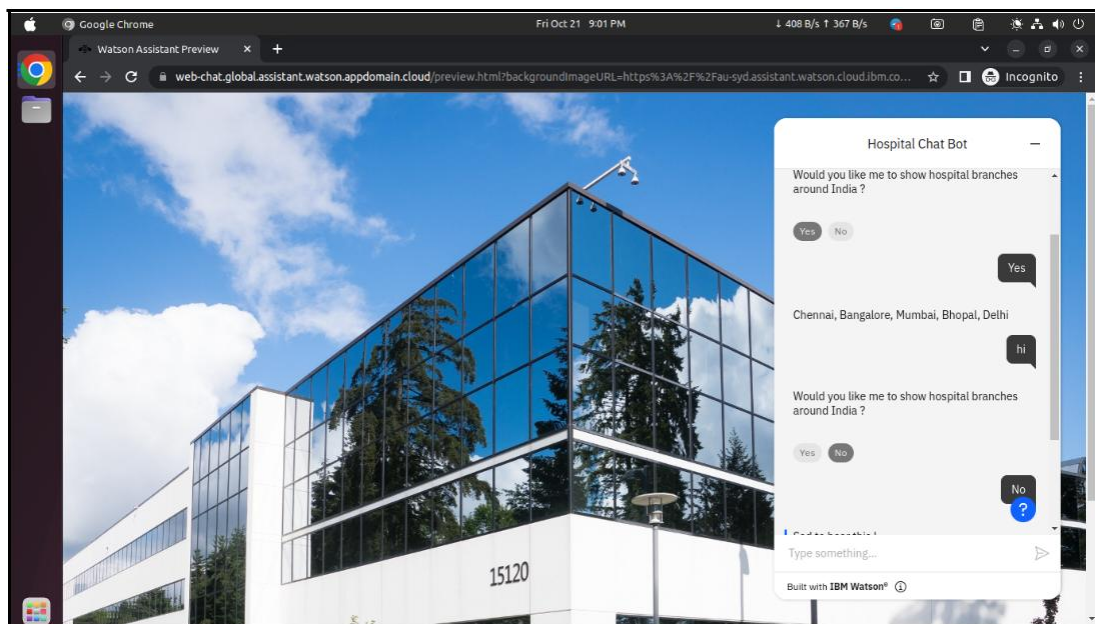 Google Chrome
Fri Oct 21 9:01 PM
↓ 408 B/s ↑ 367 B/s
Watson Assistant Preview
web-chat.global.assistant.watson.appdomain.cloud/preview.html?backgroundImageURL=https%3A%2F%2Fau-syd.assistant.watson.cloud.ibm.co...
Incognito
Hospital Chat Bot
Would you like me to show hospital branches
around India ?
Yes No
Yes
Chennai, Bangalore, Mumbai, Bhopal, Delhi
hi
Would you like me to show hospital branches
around India ?
Yes No
No
?
Type something...
Built with IBM Watson®
15120